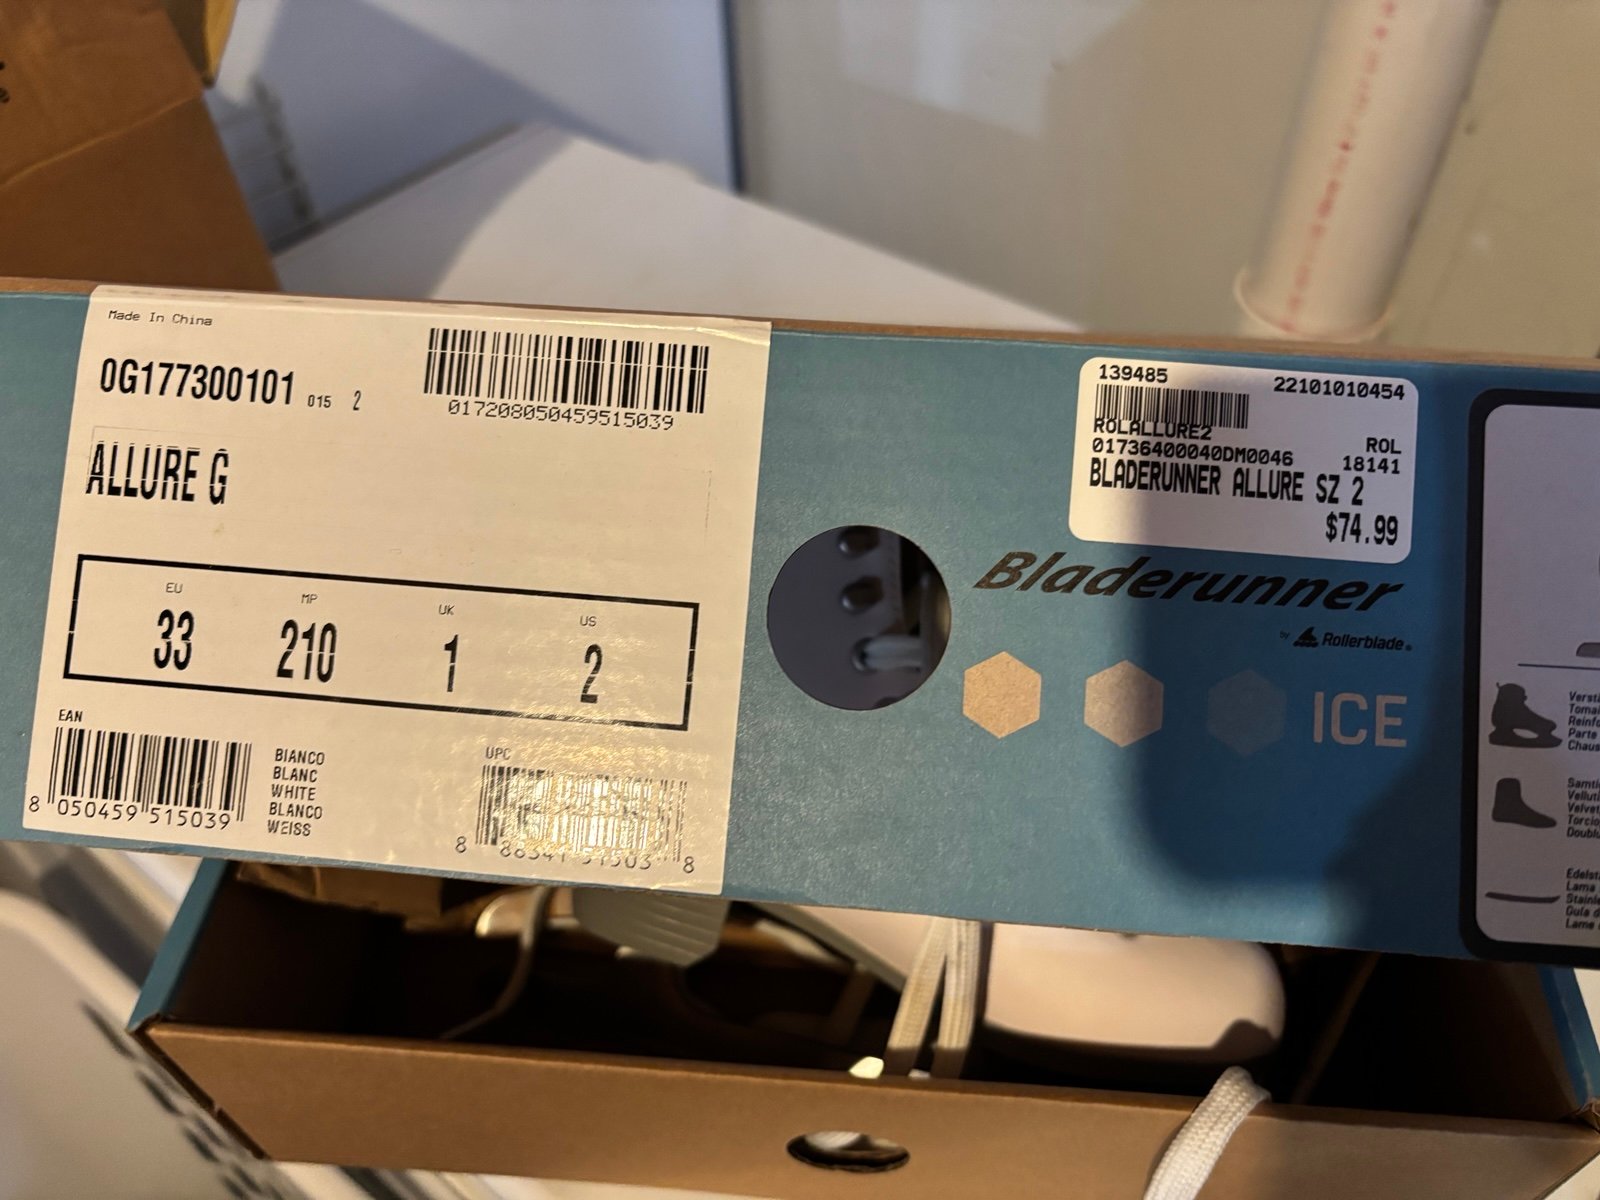 Made In China
0G177300101 015 2
01720805045951503​9
ALLURE G
EU MP UK US
33 210 1 2
EAN
8 050459 515039
BIANCO
BLANC
WHITE
BLANCO
WEISS
UPC
139485 22101010454
ROLALLURE2 ROL
01736400040DM0046 18141
BLADERUNNER ALLURE SZ 2
$74.99
Bladerunner
by Rollerblade
ICE